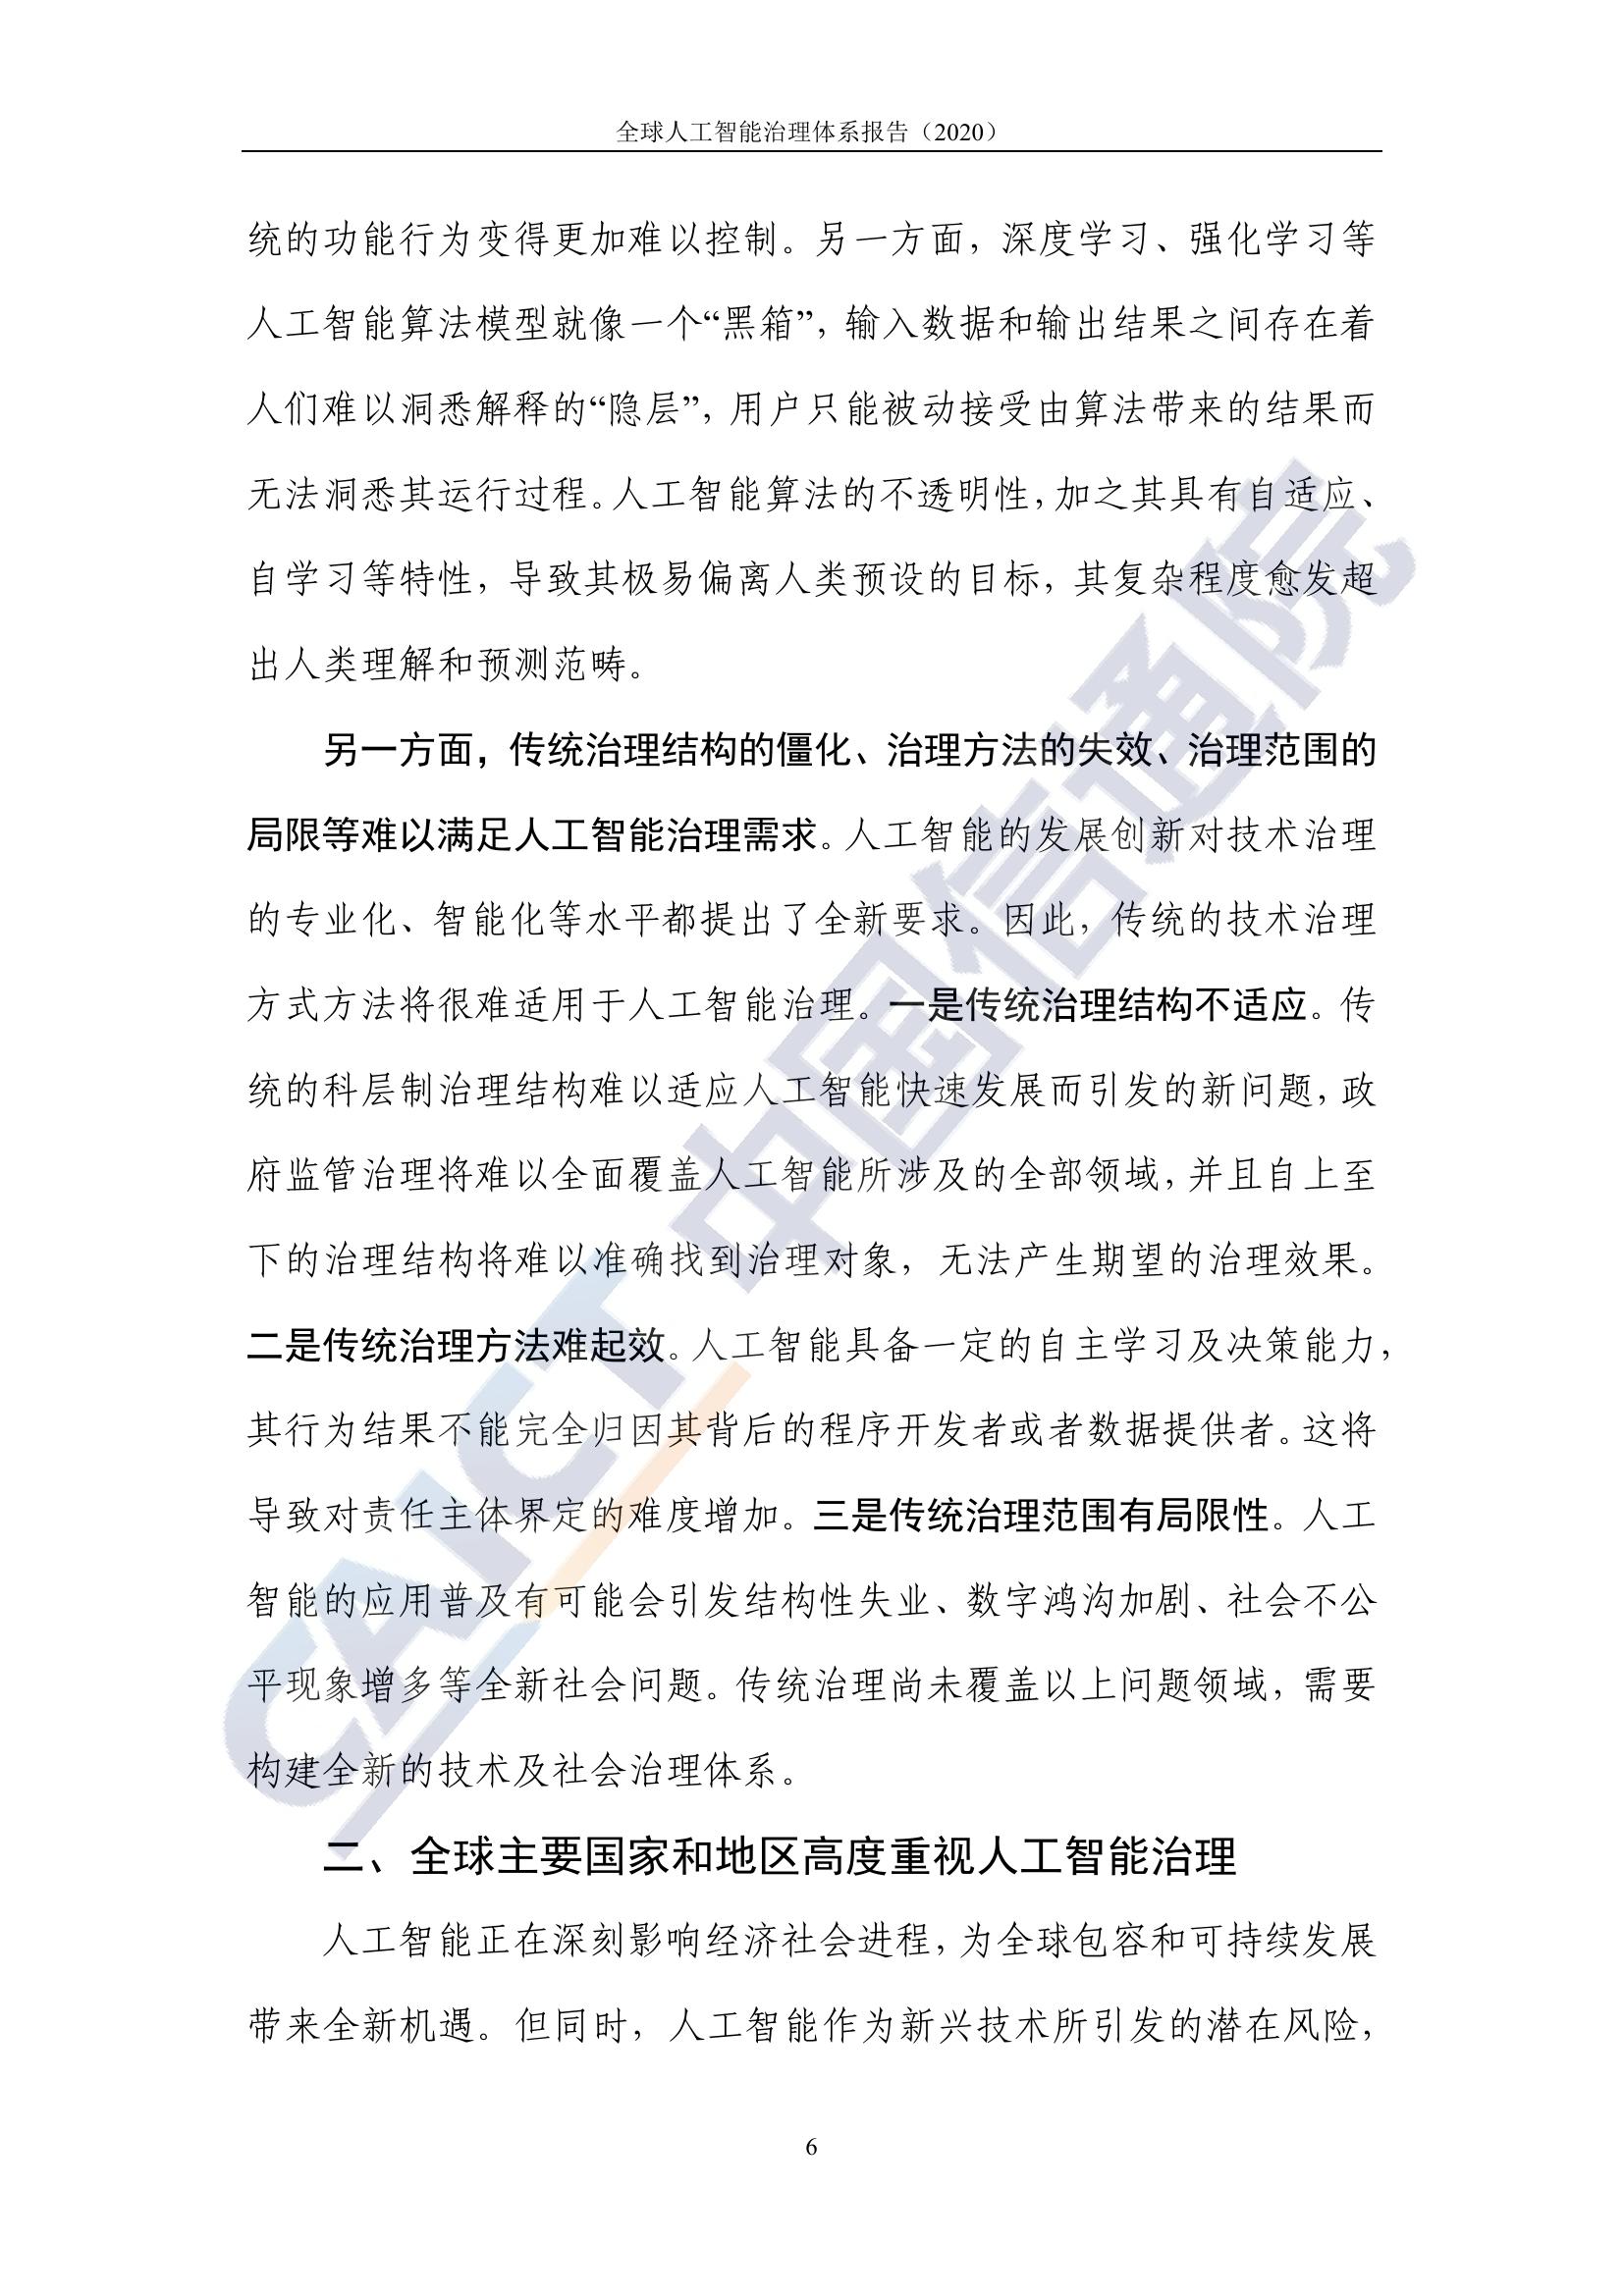 全球人工智能治理体系报告（2020）
统的功能行为变得更加难以控制。另一方面，深度学习、强化学习等
人工智能算法模型就像一个“黑箱”，输入数据和输出结果之间存在着
人们难以洞悉解释的“隐层”，用户只能被动接受由算法带来的结果而
无法洞悉其运行过程。人工智能算法的不透明性，加之其具有自适应、
自学习等特性，导致其极易偏离人类预设的目标，其复杂程度愈发超
出人类理解和预测范畴。
另一方面，传统治理结构的僵化、治理方法的失效、治理范围的
局限等难以满足人工智能治理需求。人工智能的发展创新对技术治理
的专业化、智能化等水平都提出了全新要求。因此，传统的技术治理
方式方法将很难适用于人工智能治理。一是传统治理结构不适应。传
统的科层制治理结构难以适应人工智能快速发展而引发的新问题，政
府监管治理将难以全面覆盖人工智能所涉及的全部领域，并且自上至
下的治理结构将难以准确找到治理对象，无法产生期望的治理效果。
二是传统治理方法难起效。人工智能具备一定的自主学习及决策能力，
其行为结果不能完全归因其背后的程序开发者或者数据提供者。这将
导致对责任主体界定的难度增加。三是传统治理范围有局限性。人工
智能的应用普及有可能会引发结构性失业、数字鸿沟加剧、社会不公
平现象增多等全新社会问题。传统治理尚未覆盖以上问题领域，需要
构建全新的技术及社会治理体系。
二、全球主要国家和地区高度重视人工智能治理
人工智能正在深刻影响经济社会进程，为全球包容和可持续发展
带来全新机遇。但同时，人工智能作为新兴技术所引发的潜在风险，
6
CAICT 中国信通院